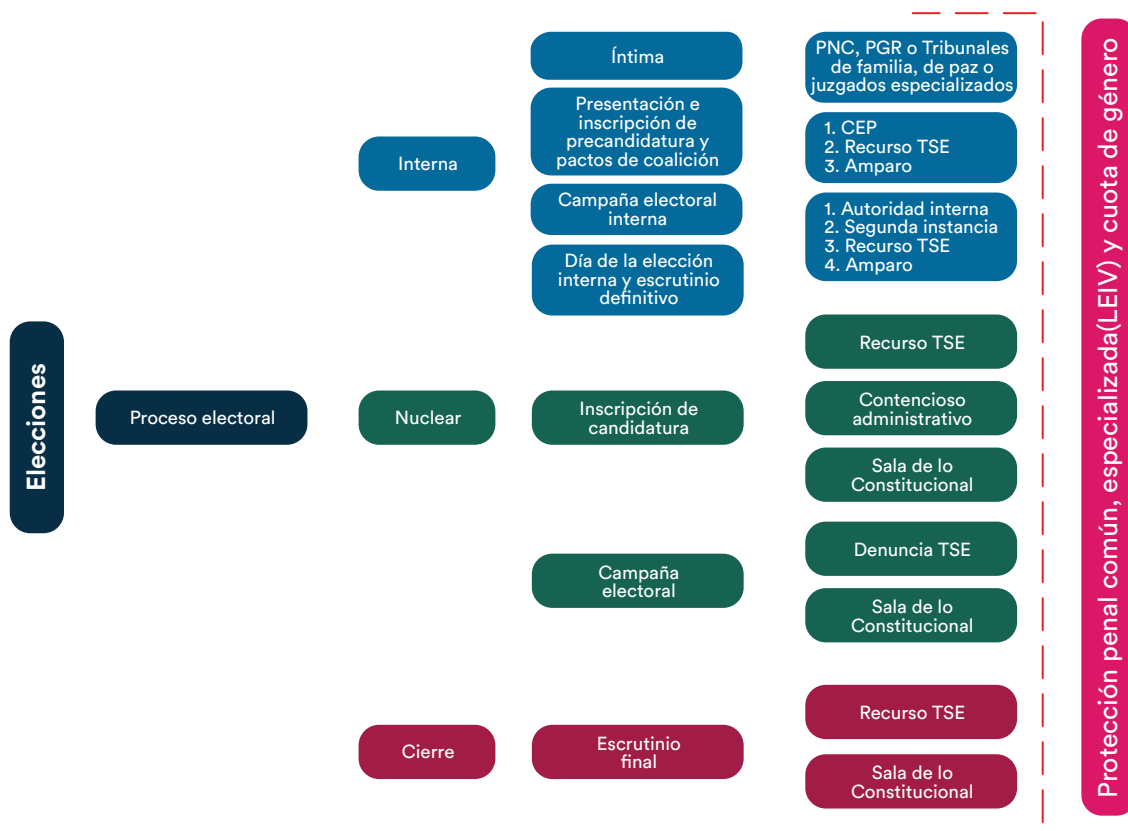 Elecciones
Proceso electoral
Interna
Íntima
Presentación e
inscripción de
precandidatura y
pactos de coalición
Campaña electoral
interna
Día de la elección
interna y escrutinio
definitivo
PNC, PGR o Tribunales
de familia, de paz o
juzgados especializados
1. CEP
2. Recurso TSE
3. Amparo
1. Autoridad interna
2. Segunda instancia
3. Recurso TSE
4. Amparo
Nuclear
Inscripción de
candidatura
Recurso TSE
Contencioso
administrativo
Sala de lo
Constitucional
Campaña
electoral
Denuncia TSE
Sala de lo
Constitucional
Cierre
Escrutinio
final
Recurso TSE
Sala de lo
Constitucional
Protección penal común, especializada(LEIV) y cuota de género